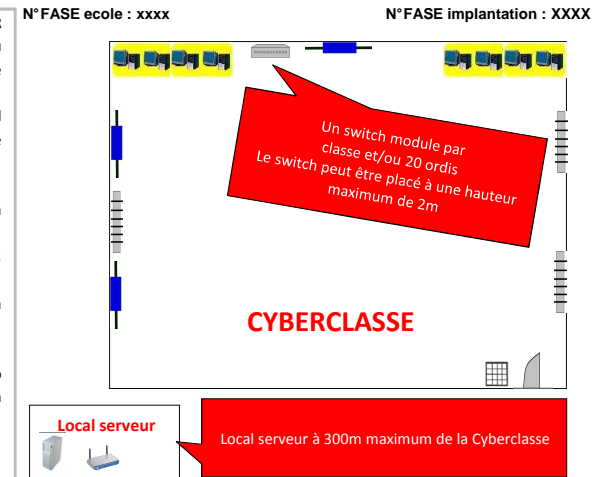 N°FASE ecole : xxxx
N°FASE implantation : XXXX
Un switch module par
classe et/ou 20 ordis
Le switch peut être placé à une hauteur
maximum de 2m
CYBERCLASSE
Local serveur
Local serveur à 300m maximum de la Cyberclasse